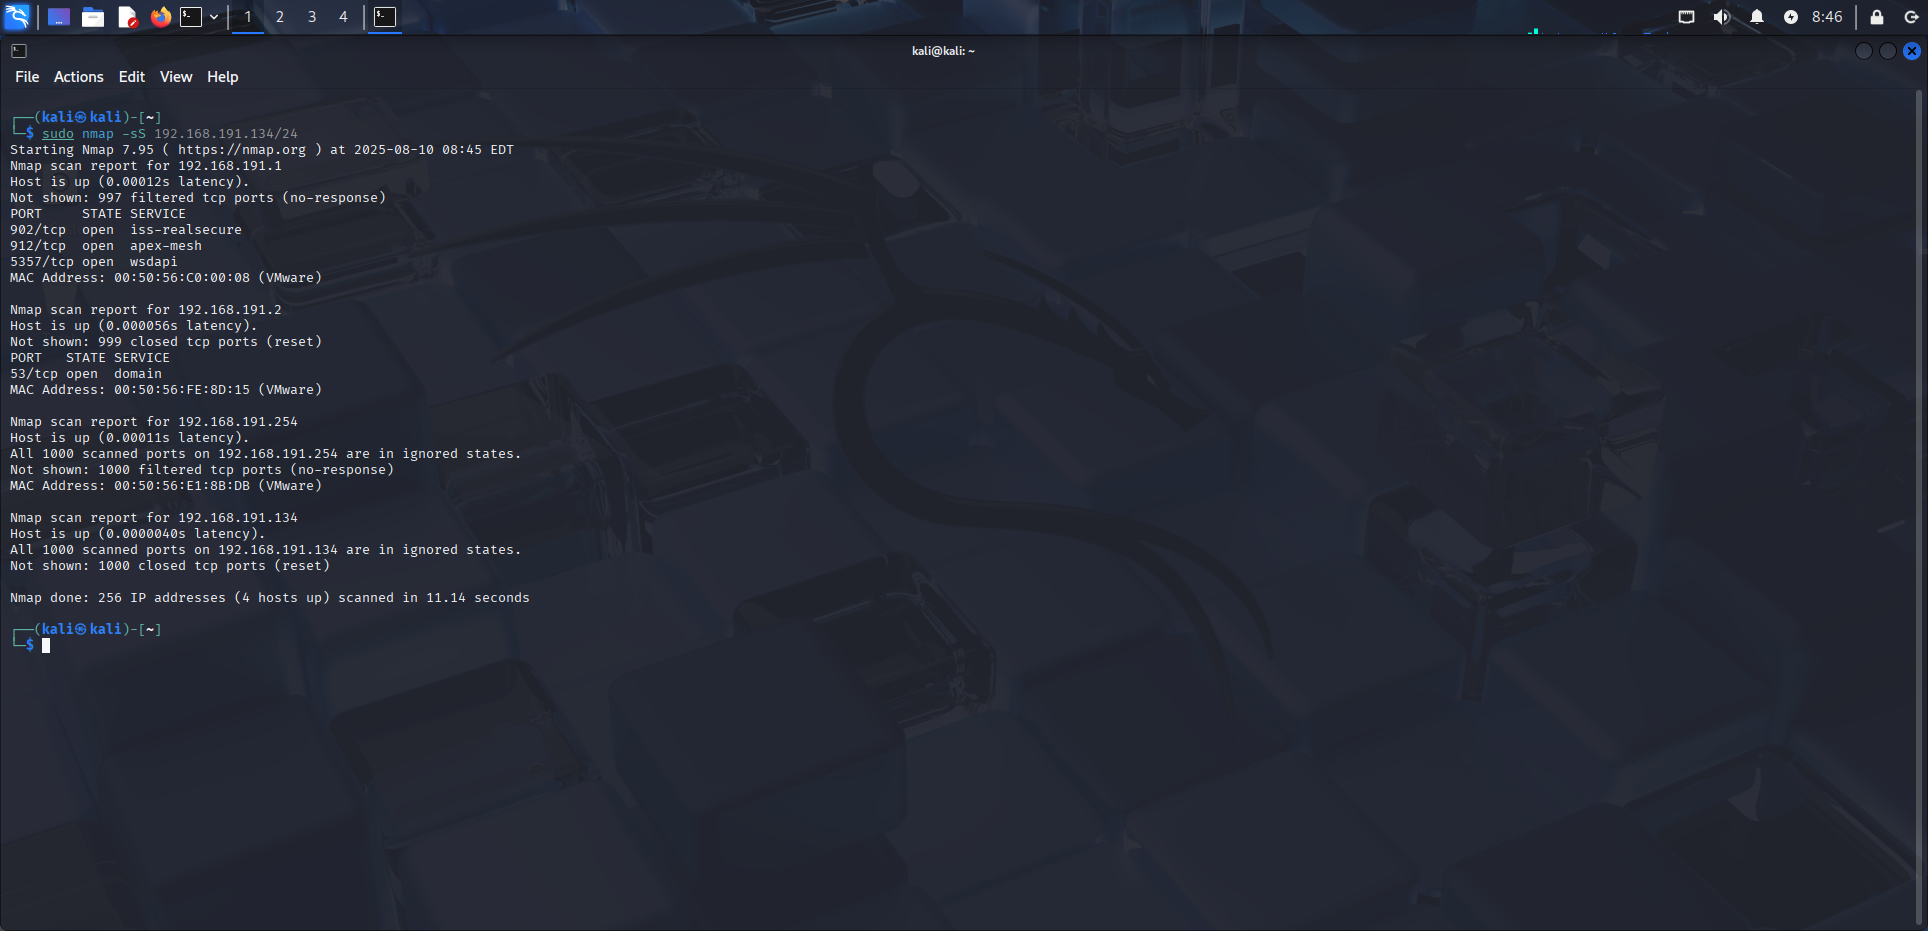 1 2 3 4 8:46
kali@kali: ~
File Actions Edit View Help
┌──(kali㉿kali)-[~]
└─$ sudo nmap -sS 192.168.191.134/24
Starting Nmap 7.95 ( https://nmap.org ) at 2025-08-10 08:45 EDT
Nmap scan report for 192.168.191.1
Host is up (0.00012s latency).
Not shown: 997 filtered tcp ports (no-response)
PORT     STATE SERVICE
902/tcp  open  iss-realsecure
912/tcp  open  apex-mesh
5357/tcp open  wsdapi
MAC Address: 00:50:56:C0:00:08 (VMware)
Nmap scan report for 192.168.191.2
Host is up (0.000056s latency).
Not shown: 999 closed tcp ports (reset)
PORT   STATE SERVICE
53/tcp open  domain
MAC Address: 00:50:56:FE:8D:15 (VMware)
Nmap scan report for 192.168.191.254
Host is up (0.00011s latency).
All 1000 scanned ports on 192.168.191.254 are in ignored states.
Not shown: 1000 filtered tcp ports (no-response)
MAC Address: 00:50:56:E1:8B:DB (VMware)
Nmap scan report for 192.168.191.134
Host is up (0.0000040s latency).
All 1000 scanned ports on 192.168.191.134 are in ignored states.
Not shown: 1000 closed tcp ports (reset)
Nmap done: 256 IP addresses (4 hosts up) scanned in 11.14 seconds
┌──(kali㉿kali)-[~]
└─$